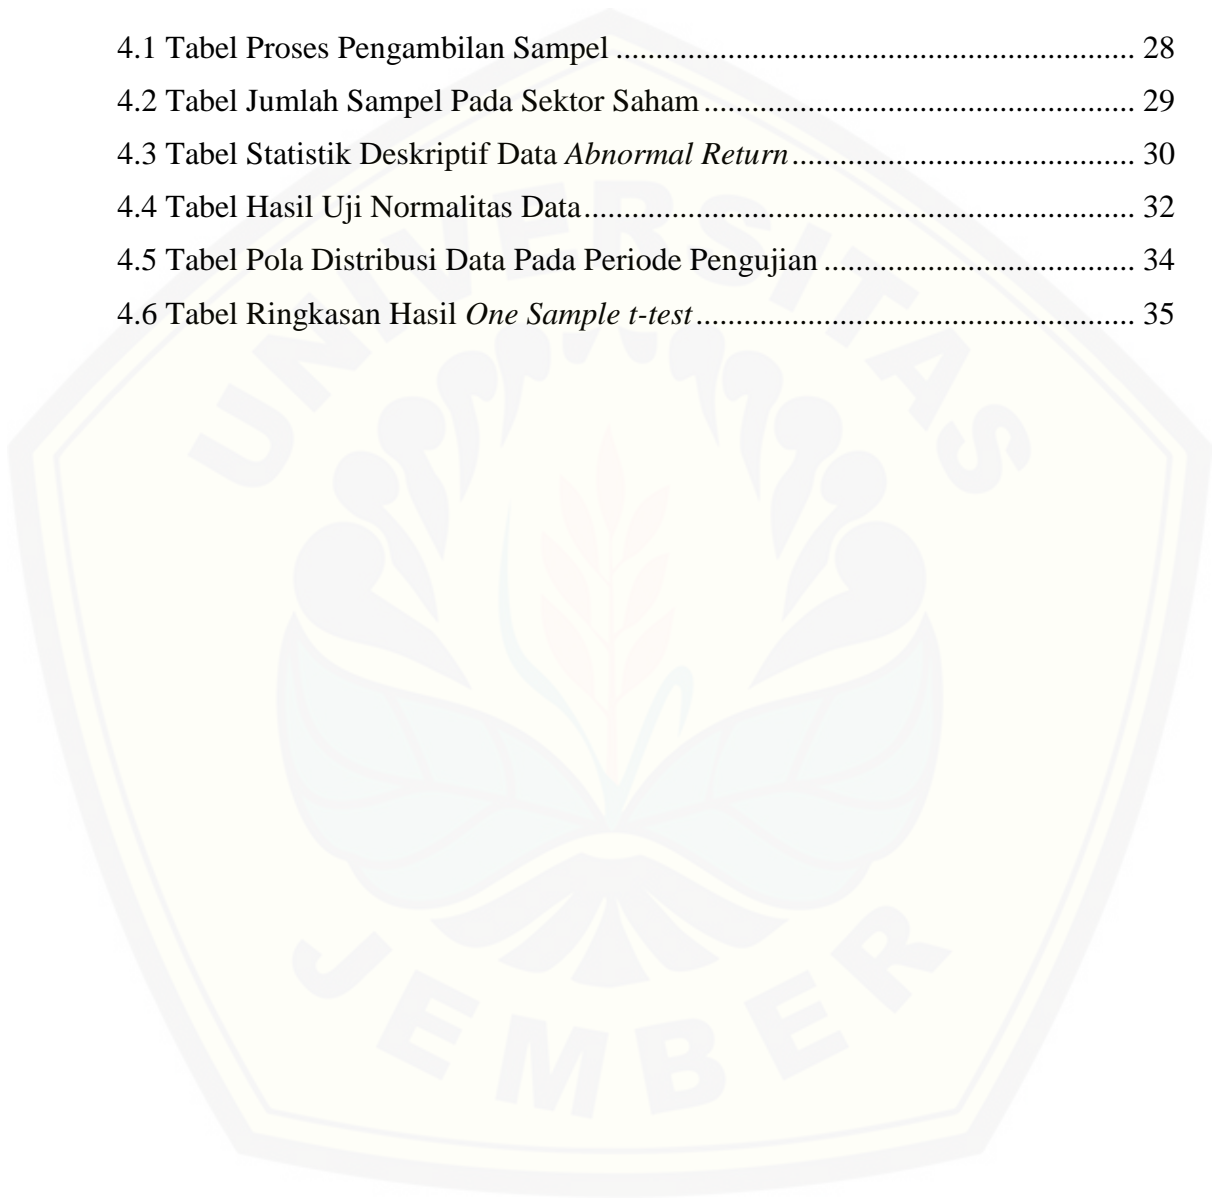 4.1 Tabel Proses Pengambilan Sampel ................................................................. 28
4.2 Tabel Jumlah Sampel Pada Sektor Saham ...................................................... 29
4.3 Tabel Statistik Deskriptif Data Abnormal Return ........................................... 30
4.4 Tabel Hasil Uji Normalitas Data ..................................................................... 32
4.5 Tabel Pola Distribusi Data Pada Periode Pengujian ....................................... 34
4.6 Tabel Ringkasan Hasil One Sample t-test ....................................................... 35
UNIVERSITAS
JEMBER